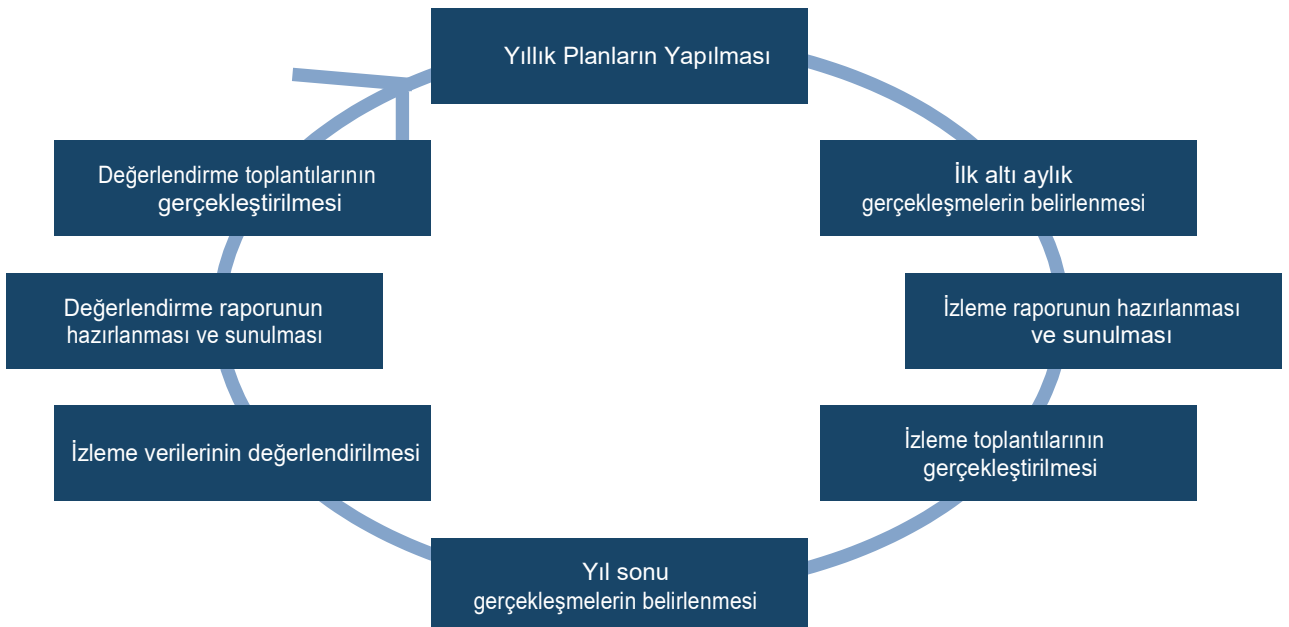 Yıllık Planların Yapılması
İlk altı aylık
gerçekleşmelerin belirlenmesi
İzleme raporunun hazırlanması
ve sunulması
İzleme toplantılarının
gerçekleştirilmesi
Yıl sonu
gerçekleşmelerin belirlenmesi
İzleme verilerinin değerlendirilmesi
Değerlendirme raporunun
hazırlanması ve sunulması
Değerlendirme toplantılarının
gerçekleştirilmesi